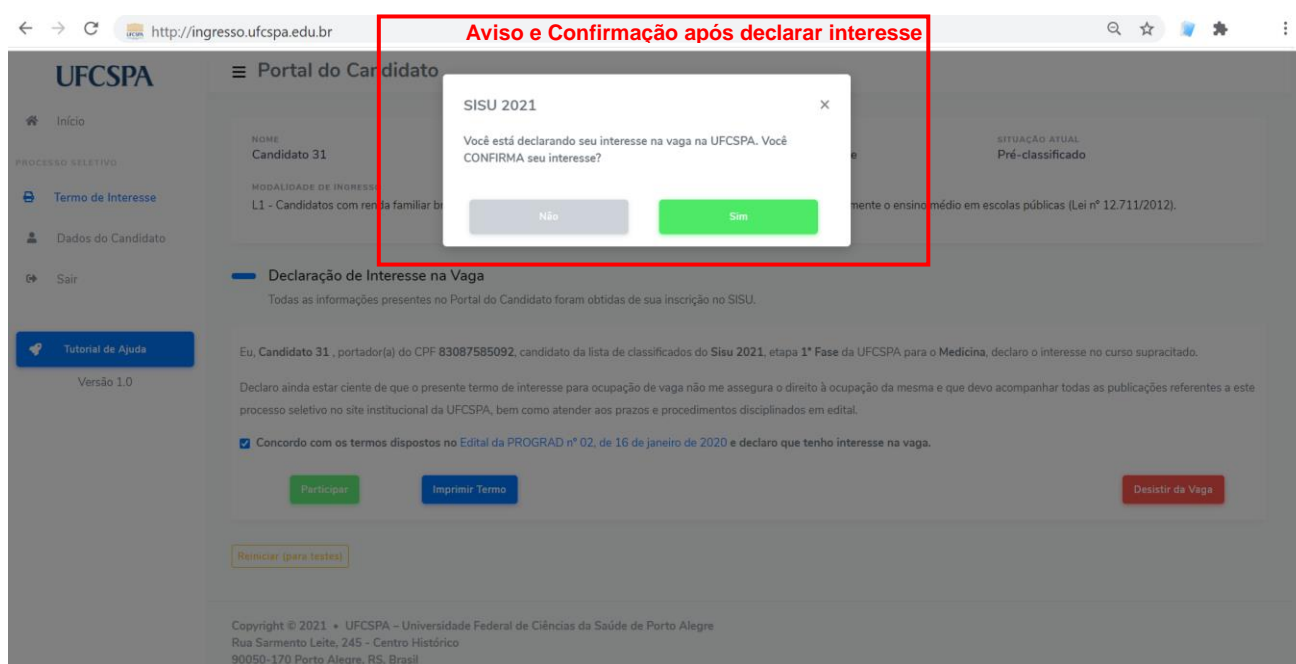 http://ingresso.ufcspa.edu.br
Aviso e Confirmação após declarar interesse
UFCSPA
Portal do Candidato
SISU 2021
Você está declarando seu interesse na vaga na UFCSPA. Você
CONFIRMA seu interesse?
Não
Sim
Início
PROCESSO SELETIVO
Termo de Interesse
Dados do Candidato
Sair
Tutorial de Ajuda
Versão 1.0
NOME
Candidato 31
SITUAÇÃO ATUAL
Pré-classificado
MODALIDADE DE INGRESSO
L1 - Candidatos com renda familiar br
mente o ensino médio em escolas públicas (Lei nº 12.711/2012).
Declaração de Interesse na Vaga
Todas as informações presentes no Portal do Candidato foram obtidas de sua inscrição no SISU.
Eu, Candidato 31 , portador(a) do CPF 83087585092, candidato da lista de classificados do Sisu 2021, etapa 1ª Fase da UFCSPA para o Medicina, declaro o interesse no curso supracitado.
Declaro ainda estar ciente de que o presente termo de interesse para ocupação de vaga não me assegura o direito à ocupação da mesma e que devo acompanhar todas as publicações referentes a este
processo seletivo no site institucional da UFCSPA, bem como atender aos prazos e procedimentos disciplinados em edital.
Concordo com os termos dispostos no Edital da PROGRAD nº 02, de 16 de janeiro de 2020 e declaro que tenho interesse na vaga.
Participar
Imprimir Termo
Desistir da Vaga
Reiniciar (para testes)
Copyright © 2021 • UFCSPA – Universidade Federal de Ciências da Saúde de Porto Alegre
Rua Sarmento Leite, 245 - Centro Histórico
90050-170 Porto Alegre, RS, Brasil